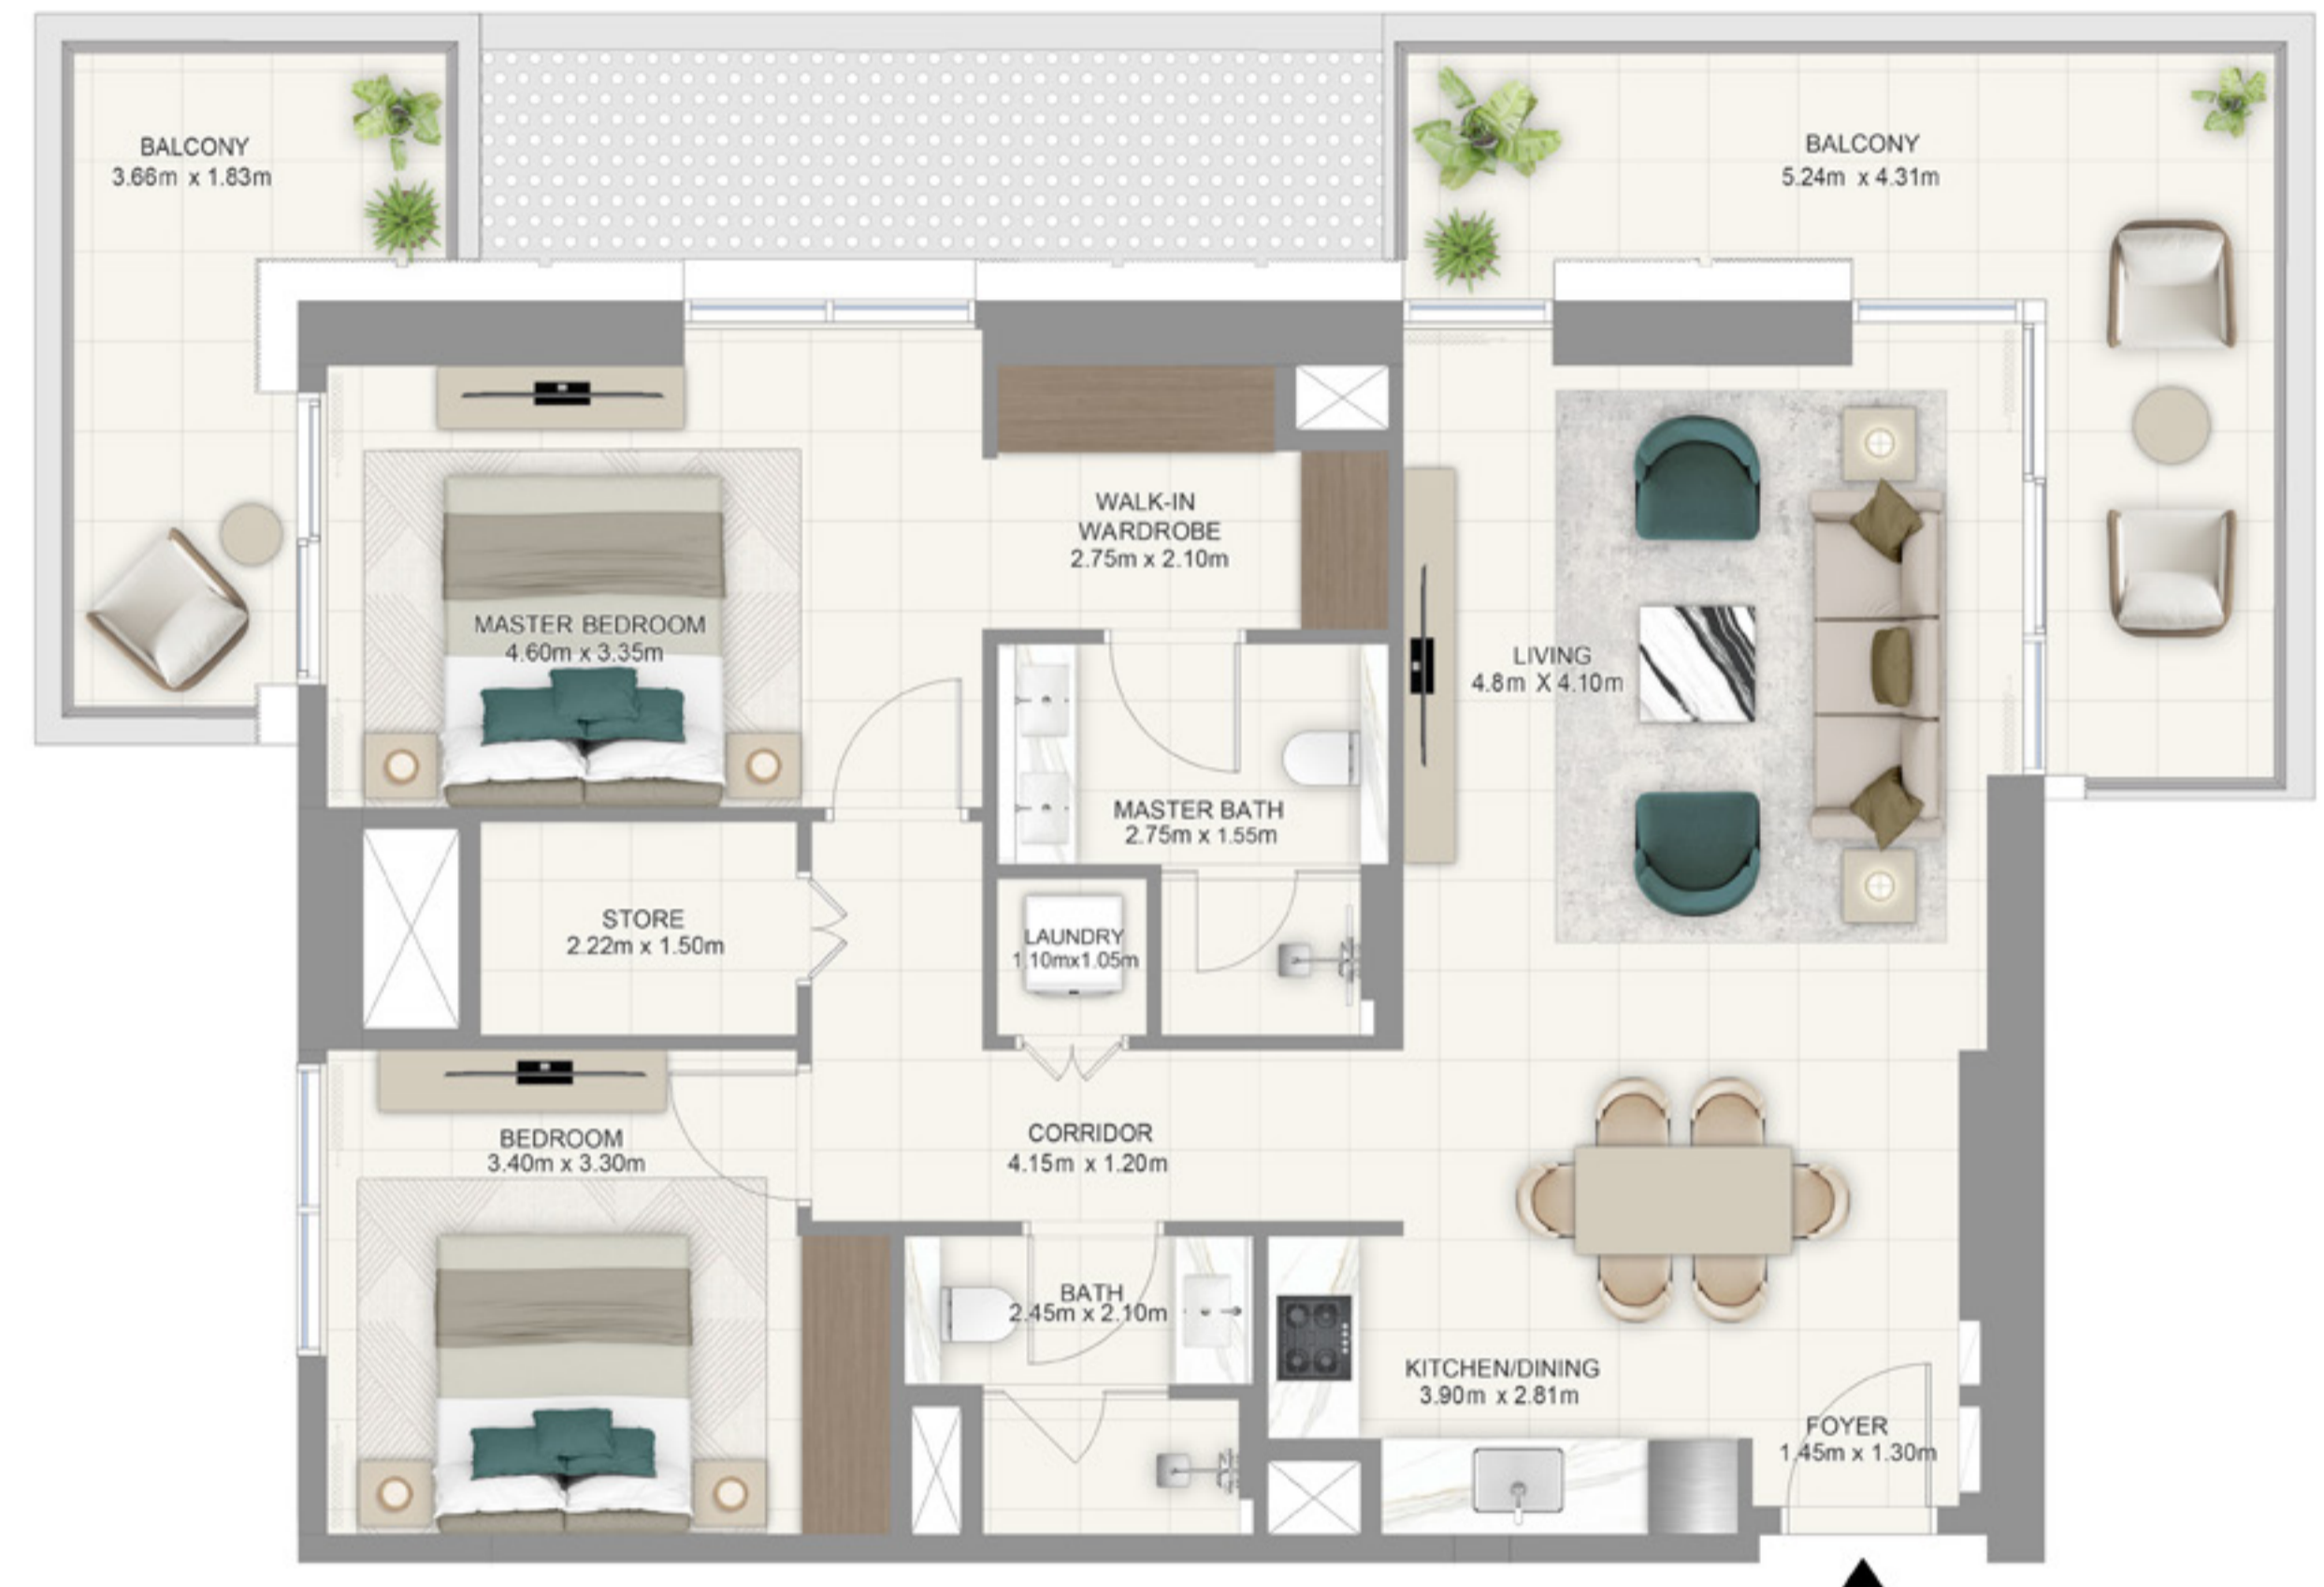 BALCONY
3.66m x 1.83m
BALCONY
5.24m x 4.31m
WALK-IN
WARDROBE
2.75m x 2.10m
MASTER BEDROOM
4.60m x 3.35m
LIVING
4.8m X 4.10m
MASTER BATH
2.75m x 1.55m
STORE
2.22m x 1.50m
LAUNDRY
1.10mx1.05m
BEDROOM
3.40m x 3.30m
CORRIDOR
4.15m x 1.20m
BATH
2.45m x 2.10m
KITCHEN/DINING
3.90m x 2.81m
FOYER
1.45m x 1.30m